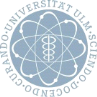 UNIVERSITÄT ULM · SCIENDO · DOCENDO · CURANDO ·